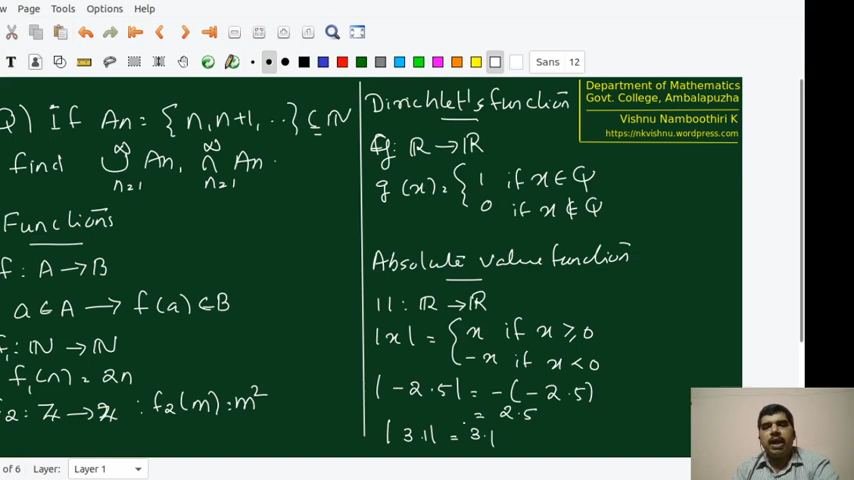 w Page Tools Options Help
T Sans 12
Department of Mathematics
Govt. College, Ambalapuzha
Vishnu Namboothiri K
https://nkvishnu.wordpress.com
Q) If An = {n, n+1, ...} ⊆ ℕ
find ∪ₙ₌₁^∞ An, ∩ₙ₌₁^∞ An.
Functions
f : A → B
a ∈ A → f(a) ∈ B
f₁: ℕ → ℕ
f₁(n) = 2n
f₂: ℤ → ℤ : f₂(m) = m²
Dirichlet's function
g: ℝ → ℝ
g(x) = { 1 if x ∈ ℚ
0 if x ∉ ℚ
Absolute value function
||: ℝ → ℝ
|x| = { x if x ≥ 0
-x if x < 0
|-2.5| = -(-2.5)
= 2.5
|3.1| = 3.1
of 6 Layer: Layer 1